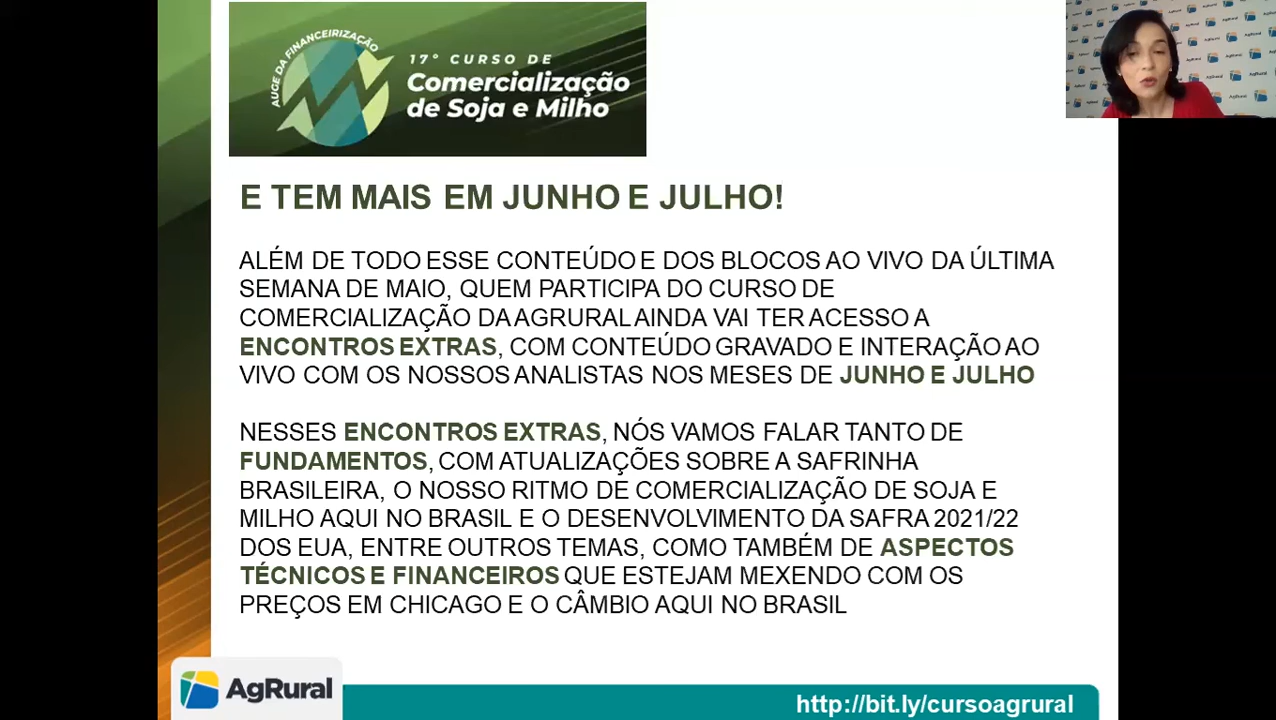 AUGE DA FINANCEIRIZAÇÃO
17º CURSO DE
Comercialização
de Soja e Milho
E TEM MAIS EM JUNHO E JULHO!
ALÉM DE TODO ESSE CONTEÚDO E DOS BLOCOS AO VIVO DA ÚLTIMA
SEMANA DE MAIO, QUEM PARTICIPA DO CURSO DE
COMERCIALIZAÇÃO DA AGRURAL AINDA VAI TER ACESSO A
ENCONTROS EXTRAS, COM CONTEÚDO GRAVADO E INTERAÇÃO AO
VIVO COM OS NOSSOS ANALISTAS NOS MESES DE JUNHO E JULHO
NESSES ENCONTROS EXTRAS, NÓS VAMOS FALAR TANTO DE
FUNDAMENTOS, COM ATUALIZAÇÕES SOBRE A SAFRINHA
BRASILEIRA, O NOSSO RITMO DE COMERCIALIZAÇÃO DE SOJA E
MILHO AQUI NO BRASIL E O DESENVOLVIMENTO DA SAFRA 2021/22
DOS EUA, ENTRE OUTROS TEMAS, COMO TAMBÉM DE ASPECTOS
TÉCNICOS E FINANCEIROS QUE ESTEJAM MEXENDO COM OS
PREÇOS EM CHICAGO E O CÂMBIO AQUI NO BRASIL
AgRural
http://bit.ly/cursoagrural